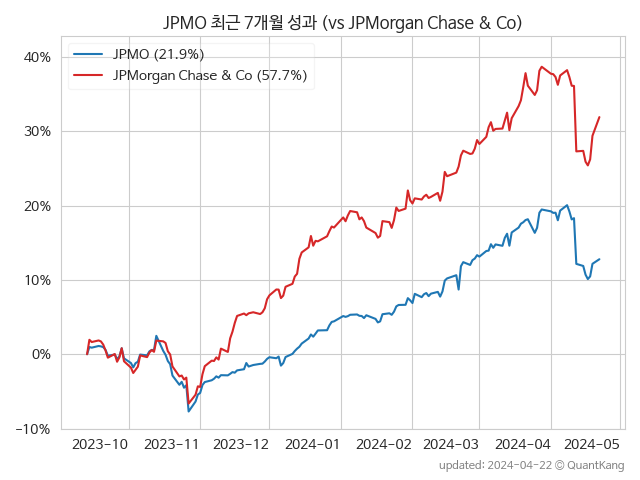 JPMO 최근 7개월 성과 (vs JPMorgan Chase & Co)
JPMO (21.9%)
JPMorgan Chase & Co (57.7%)
40%
30%
20%
10%
0%
−10%
2023−10 2023−11 2023−12 2024−01 2024−02 2024−03 2024−04 2024−05
updated: 2024-04-22 © QuantKang